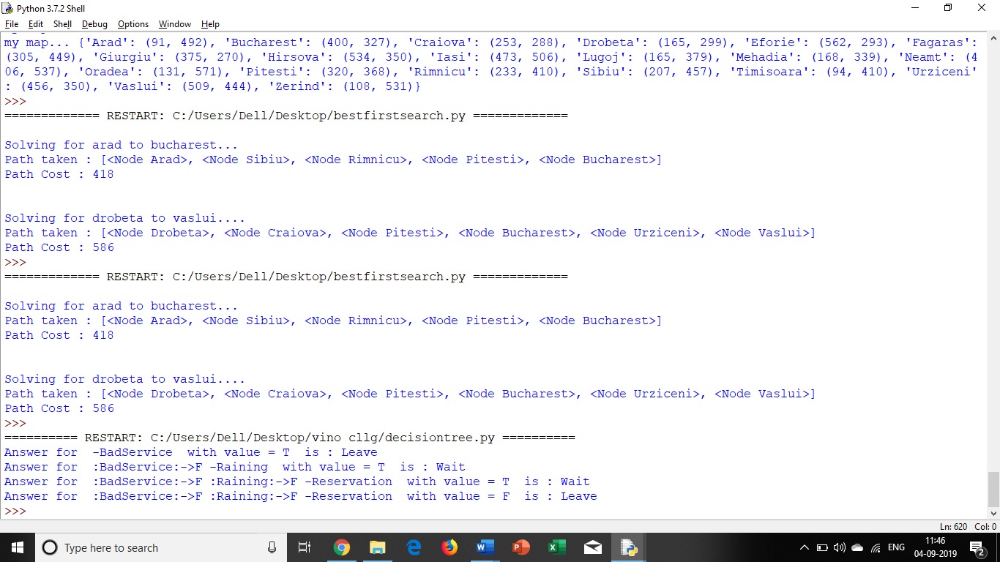 Python 3.7.2 Shell
File Edit Shell Debug Options Window Help
my map... {'Arad': (91, 492), 'Bucharest': (400, 327), 'Craiova': (253, 288), 'Drobeta': (165, 299), 'Eforie': (562, 293), 'Fagaras':
(305, 449), 'Giurgiu': (375, 270), 'Hirsova': (534, 350), 'Iasi': (473, 506), 'Lugoj': (165, 379), 'Mehadia': (168, 339), 'Neamt': (4
06, 537), 'Oradea': (131, 571), 'Pitesti': (320, 368), 'Rimnicu': (233, 410), 'Sibiu': (207, 457), 'Timisoara': (94, 410), 'Urziceni'
: (456, 350), 'Vaslui': (509, 444), 'Zerind': (108, 531)}
>>>
============= RESTART: C:/Users/Dell/Desktop/bestfirstsearch.py =============
Solving for arad to bucharest...
Path taken : [<Node Arad>, <Node Sibiu>, <Node Rimnicu>, <Node Pitesti>, <Node Bucharest>]
Path Cost : 418
Solving for drobeta to vaslui....
Path taken : [<Node Drobeta>, <Node Craiova>, <Node Pitesti>, <Node Bucharest>, <Node Urziceni>, <Node Vaslui>]
Path Cost : 586
>>>
============= RESTART: C:/Users/Dell/Desktop/bestfirstsearch.py =============
Solving for arad to bucharest...
Path taken : [<Node Arad>, <Node Sibiu>, <Node Rimnicu>, <Node Pitesti>, <Node Bucharest>]
Path Cost : 418
Solving for drobeta to vaslui....
Path taken : [<Node Drobeta>, <Node Craiova>, <Node Pitesti>, <Node Bucharest>, <Node Urziceni>, <Node Vaslui>]
Path Cost : 586
>>>
========== RESTART: C:/Users/Dell/Desktop/vino cllg/decisiontree.py ==========
Answer for  -BadService  with value = T  is : Leave
Answer for  :BadService:->F -Raining  with value = T  is : Wait
Answer for  :BadService:->F :Raining:->F -Reservation  with value = T  is : Wait
Answer for  :BadService:->F :Raining:->F -Reservation  with value = F  is : Leave
>>>
Ln: 620 Col: 0
Type here to search
ENG
11:46
04-09-2019
2